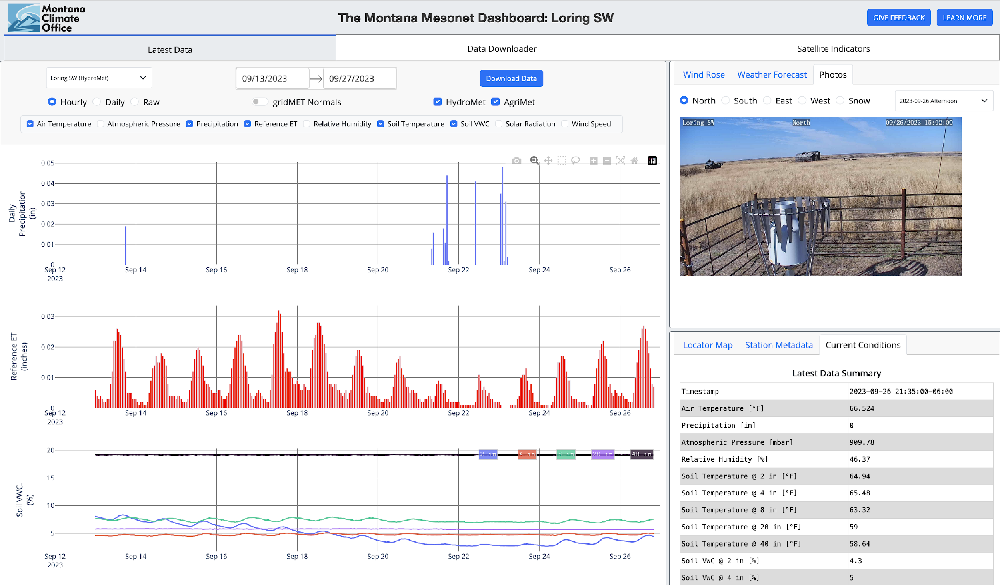 Montana
Climate
Office
The Montana Mesonet Dashboard: Loring SW
GIVE FEEDBACK
LEARN MORE
Latest Data
Data Downloader
Satellite Indicators
Loring SW (HydroMet)
09/13/2023
09/27/2023
Download Data
Hourly Daily Raw
gridMET Normals
HydroMet AgriMet
Air Temperature Atmospheric Pressure Precipitation Reference ET Relative Humidity Soil Temperature Soil VWC Solar Radiation Wind Speed
Daily
Precipitation
(in)
0.05
0.04
0.03
0.02
0.01
0
Sep 12
2023
Sep 14
Sep 16
Sep 18
Sep 20
Sep 22
Sep 24
Sep 26
Reference ET
(inches)
0.03
0.02
0.01
0
Sep 12
2023
Sep 14
Sep 16
Sep 18
Sep 20
Sep 22
Sep 24
Sep 26
Soil VWC.
(%)
20
15
10
5
2 in
4 in
8 in
20 in
40 in
Sep 12
2023
Sep 14
Sep 16
Sep 18
Sep 20
Sep 22
Sep 24
Sep 26
Wind Rose
Weather Forecast
Photos
North South East West Snow
2023-09-26 Afternoon
Loring SW
North
09/26/2023 15:02:00
Locator Map
Station Metadata
Current Conditions
Latest Data Summary
Timestamp 2023-09-26 21:35:00-06:00
Air Temperature [°F] 66.524
Precipitation [in] 0
Atmospheric Pressure [mbar] 909.78
Relative Humidity [%] 46.37
Soil Temperature @ 2 in [°F] 64.94
Soil Temperature @ 4 in [°F] 65.48
Soil Temperature @ 8 in [°F] 63.32
Soil Temperature @ 20 in [°F] 59
Soil Temperature @ 40 in [°F] 58.64
Soil VWC @ 2 in [%] 4.3
Soil VWC @ 4 in [%] 5